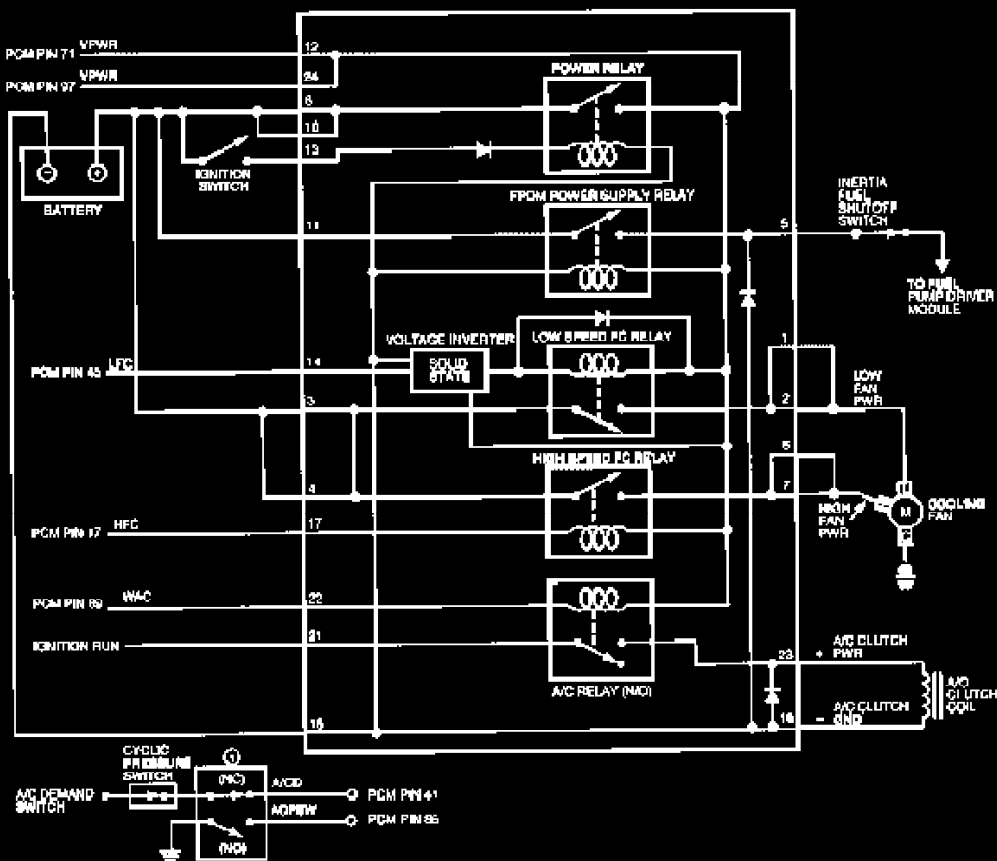 PCM PIN 71 VPWR 12
PCM PIN 97 VPWR 24
POWER RELAY
8
10
13
IGNITION
SWITCH
BATTERY
FPDM POWER SUPPLY RELAY
INERTIA
FUEL
SHUTOFF
SWITCH
11
5
TO FUEL
PUMP DRIVER
MODULE
VOLTAGE INVERTER
LOW SPEED FC RELAY
1
PCM PIN 45 LFC 14
SOLID
STATE
LOW
FAN
PWR
3
2
HIGH SPEED FC RELAY
6
4
7
HIGH
FAN
PWR
M
COOLING
FAN
PCM PIN 17 HFC 17
PCM PIN 69 WAC 22
IGNITION RUN 21
23 + A/C CLUTCH
PWR
A/C
CLUTCH
COIL
A/C RELAY (N/O)
16 - A/C CLUTCH
GND
15
CYCLIC
PRESSURE
SWITCH
1
(NC)
A/CD
A/C DEMAND
SWITCH
PCM PIN 41
ACPSW
PCM PIN 86
(NO)